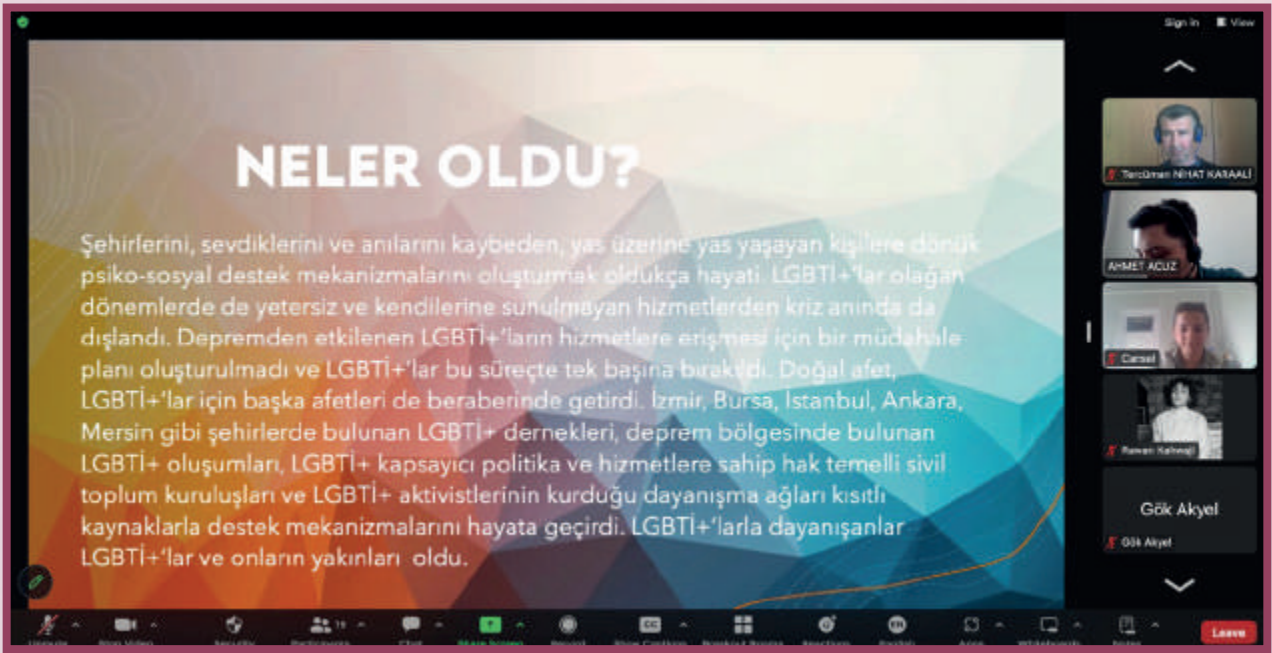 Sign in View
NELER OLDU?
Şehirlerini, sevdiklerini ve anılarını kaybeden, yas üzerine yas yaşayan kişilere dönük
psiko-sosyal destek mekanizmalarını oluşturmak oldukça hayati. LGBTİ+'lar olağan
dönemlerde de yetersiz ve kendilerine sunulmayan hizmetlerden kriz anında da
dışlandı. Depremden etkilenen LGBTİ+'ların hizmetlere erişmesi için bir müdahale
planı oluşturulmadı ve LGBTİ+'lar bu süreçte tek başına bırakıldı. Doğal afet,
LGBTİ+'lar için başka afetleri de beraberinde getirdi. İzmir, Bursa, İstanbul, Ankara,
Mersin gibi şehirlerde bulunan LGBTİ+ dernekleri, deprem bölgesinde bulunan
LGBTİ+ oluşumları, LGBTİ+ kapsayıcı politika ve hizmetlere sahip hak temelli sivil
toplum kuruluşları ve LGBTİ+ aktivistlerinin kurduğu dayanışma ağları kısıtlı
kaynaklarla destek mekanizmalarını hayata geçirdi. LGBTİ+'larla dayanışanlar
LGBTİ+'lar ve onların yakınları oldu.
Tercüman NİHAT KARAALİ
AHMET ACUZ
Cansel
Rawan Kahwaji
Gök Akyel
Gök Akyel
CC
EN
Leave